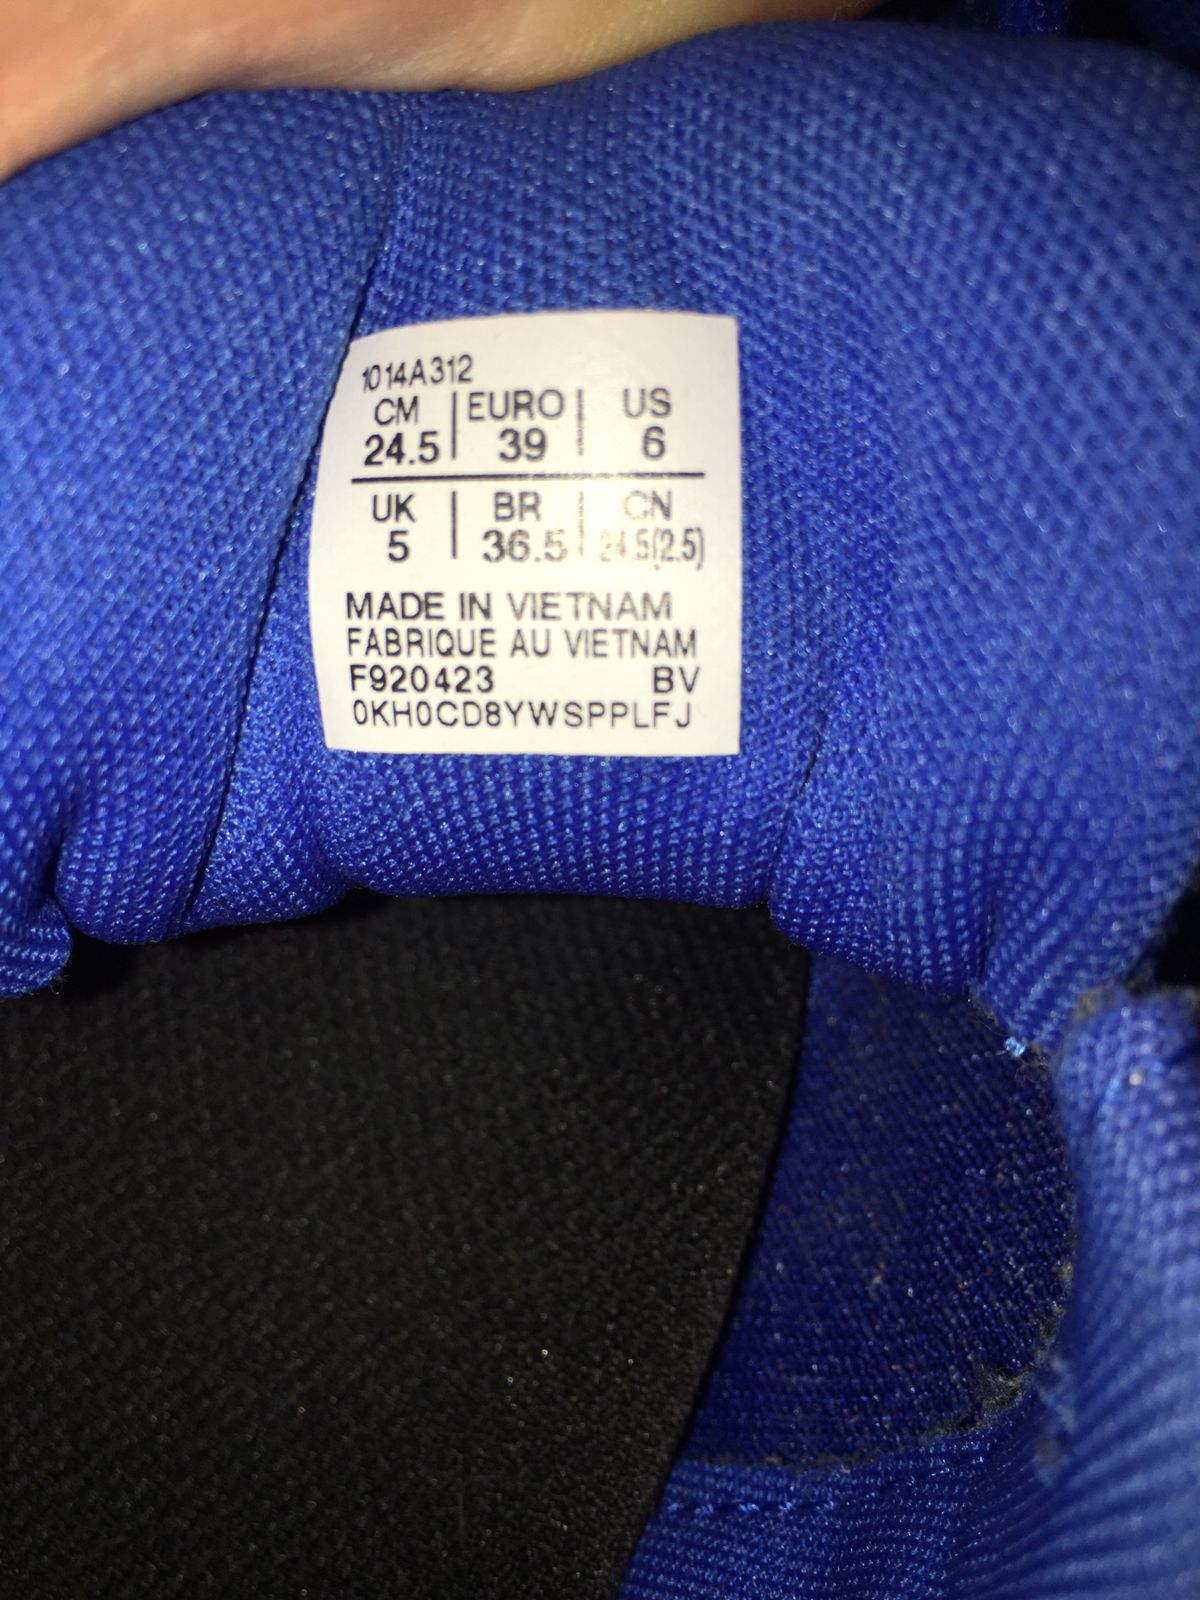 1014A312
CM | EURO | US
24.5 | 39 | 6
UK | BR | CN
5 | 36.5 | 24.5(2.5)
MADE IN VIETNAM
FABRIQUE AU VIETNAM
F920423 BV
0KH0CD8YWSPPLFJ